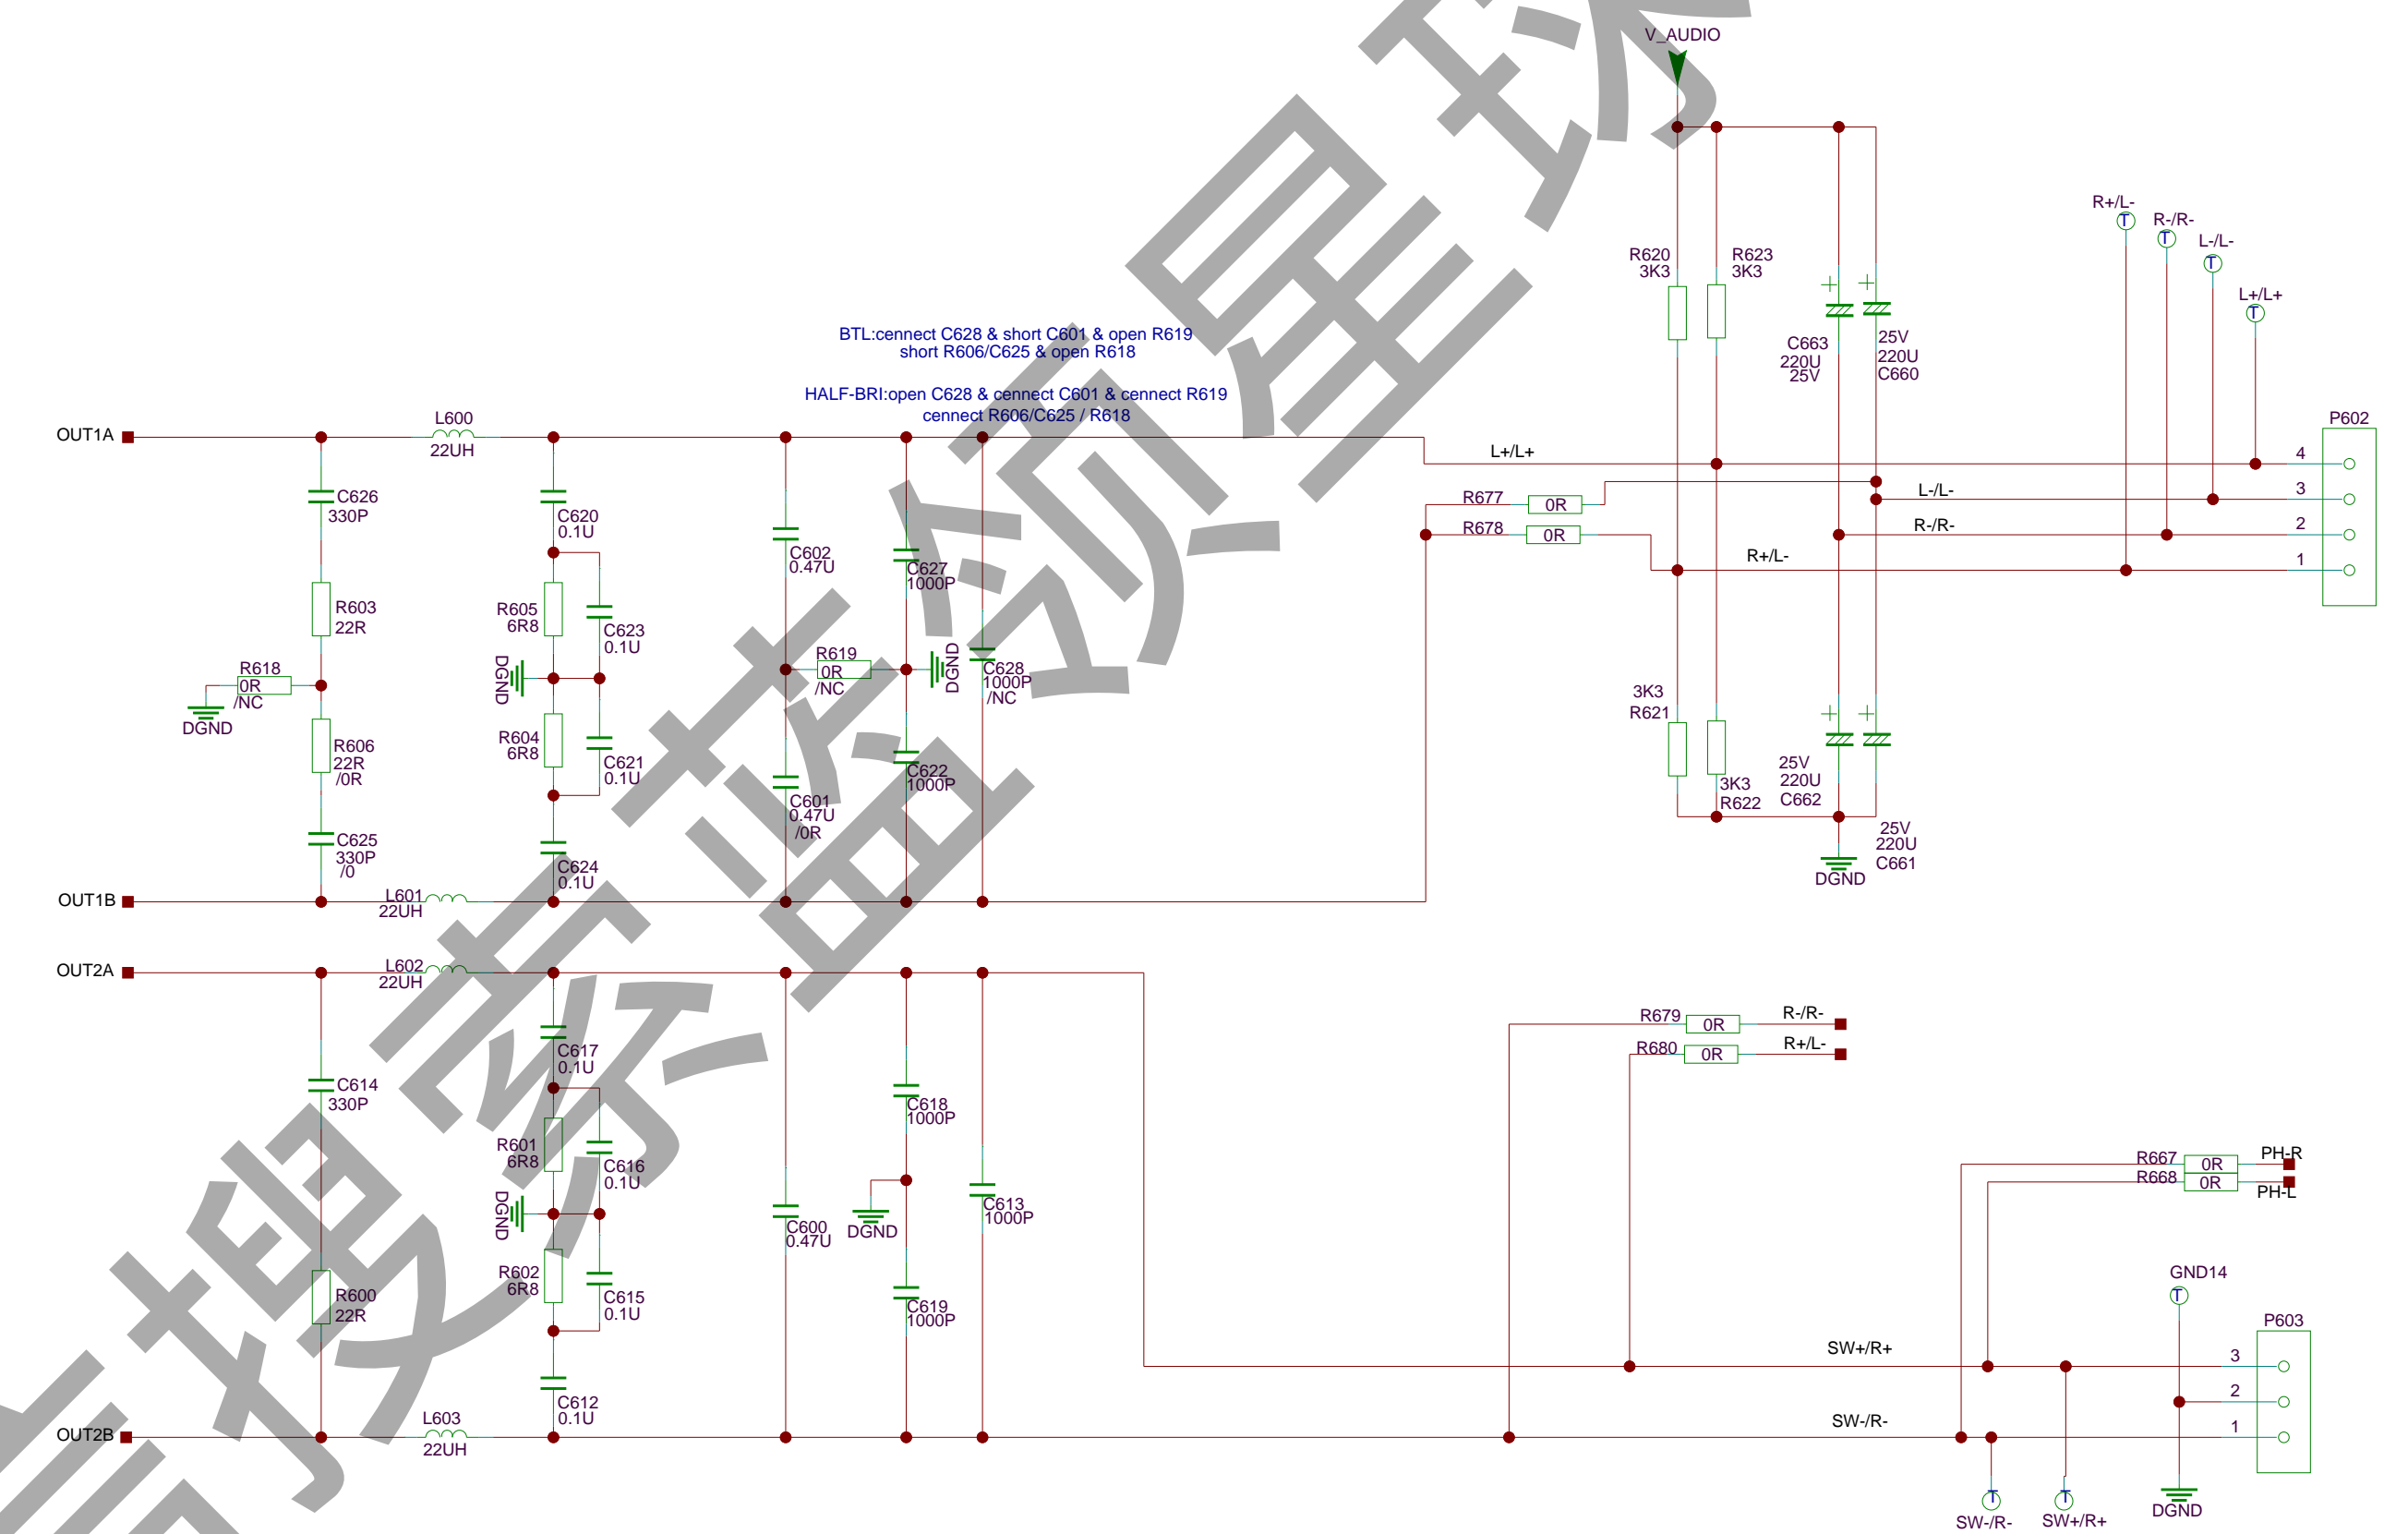 V_AUDIO
R620
3K3
R623
3K3
C663
220U
25V
25V
220U
C660
R+/L-
T
R-/R-
T
L-/L-
T
L+/L+
T
BTL:cennect C628 & short C601 & open R619
short R606/C625 & open R618
HALF-BRI:open C628 & cennect C601 & cennect R619
cennect R606/C625 / R618
OUT1A
L600
22UH
C626
330P
R603
22R
R618
0R
/NC
DGND
R606
22R
/0R
C625
330P
/0
C620
0.1U
R605
6R8
C623
0.1U
DGND
R604
6R8
C621
0.1U
C624
0.1U
C602
0.47U
R619
0R
/NC
C601
0.47U
/0R
C627
1000P
DGND
C622
1000P
C628
1000P
/NC
L+/L+
R677
0R
R678
0R
L-/L-
R-/R-
R+/L-
P602
4
3
2
1
3K3
R621
3K3
R622
25V
220U
C662
25V
220U
C661
DGND
OUT1B
L601
22UH
OUT2A
L602
22UH
C614
330P
R600
22R
C617
0.1U
R601
6R8
C616
0.1U
DGND
R602
6R8
C615
0.1U
C612
0.1U
C600
0.47U
C618
1000P
DGND
C619
1000P
C613
1000P
R679
0R
R-/R-
R680
0R
R+/L-
R667
0R
PH-R
R668
0R
PH-L
GND14
T
P603
SW+/R+
3
2
SW-/R-
1
OUT2B
L603
22UH
T
SW-/R-
T
SW+/R+
DGND
搜索蓝领星球